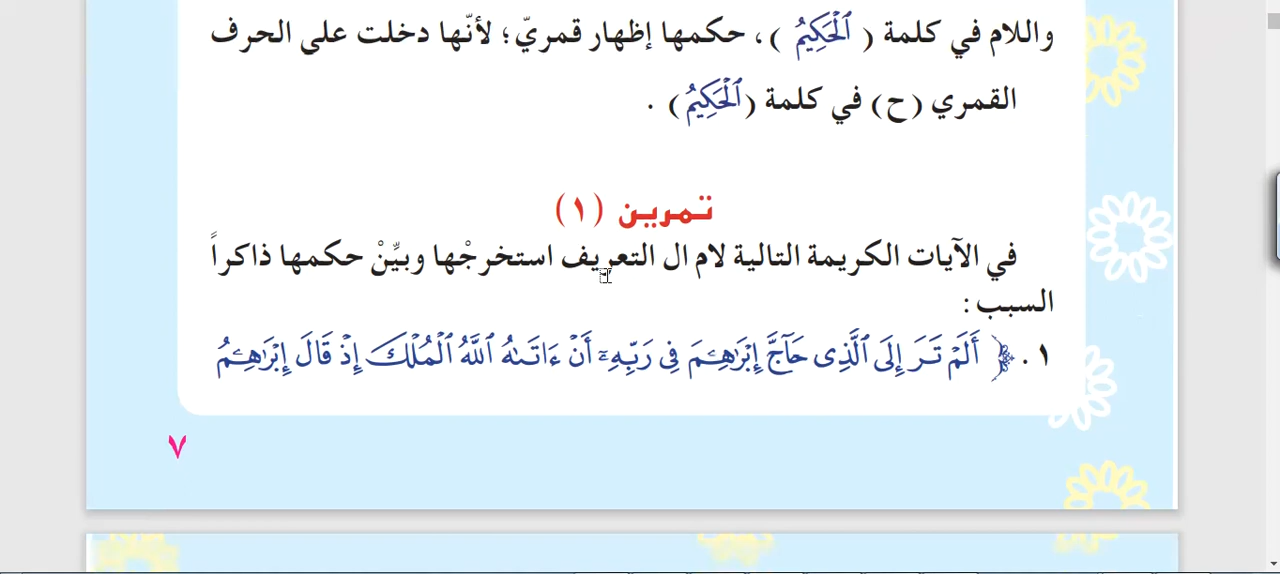 واللام في كلمة ( ٱلْحَكِيمُ ) ، حكمها إظهار قمريّ؛ لأنّها دخلت على الحرف
القمري (ح) في كلمة (ٱلْحَكِيمُ) .
تمرين (١)
في الآيات الكريمة التالية لام ال التعريف استخرجْها وبيِّنْ حكمها ذاكراً
السبب :
١. ﴿ أَلَمْ تَرَ إِلَى ٱلَّذِى حَآجَّ إِبْرَٰهِـۧمَ فِى رَبِّهِۦٓ أَنْ ءَاتَىٰهُ ٱللَّهُ ٱلْمُلْكَ إِذْ قَالَ إِبْرَٰهِـۧمُ
٧